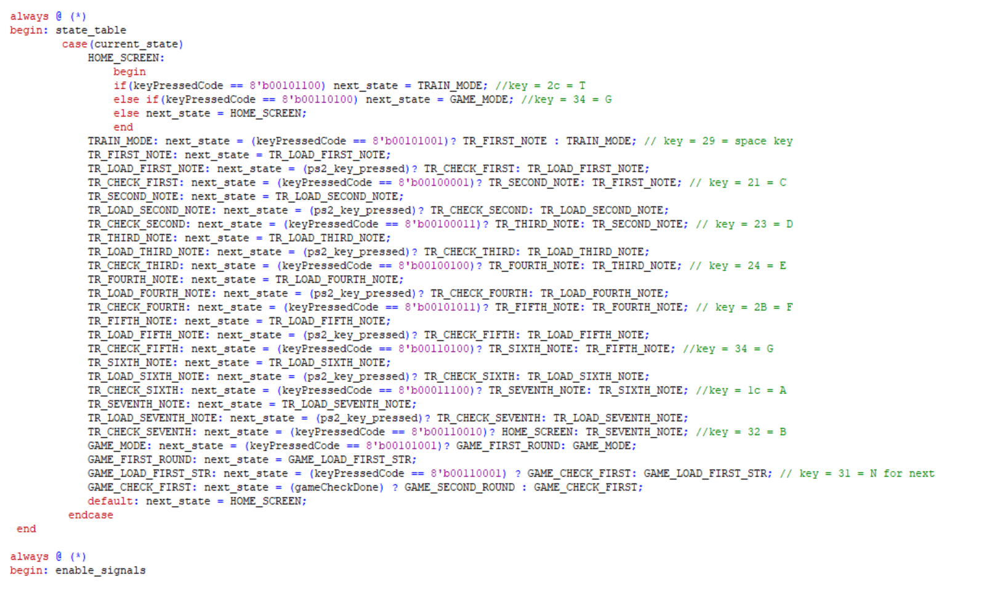 always @ (*)
begin: state_table
case(current_state)
HOME_SCREEN:
begin
if(keyPressedCode == 8'b00101100) next_state = TRAIN_MODE; //key = 2c = T
else if(keyPressedCode == 8'b00110100) next_state = GAME_MODE; //key = 34 = G
else next_state = HOME_SCREEN;
end
TRAIN_MODE: next_state = (keyPressedCode == 8'b00101001)? TR_FIRST_NOTE : TRAIN_MODE; // key = 29 = space key
TR_FIRST_NOTE: next_state = TR_LOAD_FIRST_NOTE;
TR_LOAD_FIRST_NOTE: next_state = (ps2_key_pressed)? TR_CHECK_FIRST: TR_LOAD_FIRST_NOTE;
TR_CHECK_FIRST: next_state = (keyPressedCode == 8'b00100001)? TR_SECOND_NOTE: TR_FIRST_NOTE; // key = 21 = C
TR_SECOND_NOTE: next_state = TR_LOAD_SECOND_NOTE;
TR_LOAD_SECOND_NOTE: next_state = (ps2_key_pressed)? TR_CHECK_SECOND: TR_LOAD_SECOND_NOTE;
TR_CHECK_SECOND: next_state = (keyPressedCode == 8'b00100011)? TR_THIRD_NOTE: TR_SECOND_NOTE; // key = 23 = D
TR_THIRD_NOTE: next_state = TR_LOAD_THIRD_NOTE;
TR_LOAD_THIRD_NOTE: next_state = (ps2_key_pressed)? TR_CHECK_THIRD: TR_LOAD_THIRD_NOTE;
TR_CHECK_THIRD: next_state = (keyPressedCode == 8'b00100100)? TR_FOURTH_NOTE: TR_THIRD_NOTE; // key = 24 = E
TR_FOURTH_NOTE: next_state = TR_LOAD_FOURTH_NOTE;
TR_LOAD_FOURTH_NOTE: next_state = (ps2_key_pressed)? TR_CHECK_FOURTH: TR_LOAD_FOURTH_NOTE;
TR_CHECK_FOURTH: next_state = (keyPressedCode == 8'b00101011)? TR_FIFTH_NOTE: TR_FOURTH_NOTE; // key = 2B = F
TR_FIFTH_NOTE: next_state = TR_LOAD_FIFTH_NOTE;
TR_LOAD_FIFTH_NOTE: next_state = (ps2_key_pressed)? TR_CHECK_FIFTH: TR_LOAD_FIFTH_NOTE;
TR_CHECK_FIFTH: next_state = (keyPressedCode == 8'b00110100)? TR_SIXTH_NOTE: TR_FIFTH_NOTE; //key = 34 = G
TR_SIXTH_NOTE: next_state = TR_LOAD_SIXTH_NOTE;
TR_LOAD_SIXTH_NOTE: next_state = (ps2_key_pressed)? TR_CHECK_SIXTH: TR_LOAD_SIXTH_NOTE;
TR_CHECK_SIXTH: next_state = (keyPressedCode == 8'b00011100)? TR_SEVENTH_NOTE: TR_SIXTH_NOTE; //key = 1c = A
TR_SEVENTH_NOTE: next_state = TR_LOAD_SEVENTH_NOTE;
TR_LOAD_SEVENTH_NOTE: next_state = (ps2_key_pressed)? TR_CHECK_SEVENTH: TR_LOAD_SEVENTH_NOTE;
TR_CHECK_SEVENTH: next_state = (keyPressedCode == 8'b00110010)? HOME_SCREEN: TR_SEVENTH_NOTE; //key = 32 = B
GAME_MODE: next_state = (keyPressedCode == 8'b00101001)? GAME_FIRST_ROUND: GAME_MODE;
GAME_FIRST_ROUND: next_state = GAME_LOAD_FIRST_STR;
GAME_LOAD_FIRST_STR: next_state = (keyPressedCode == 8'b00110001) ? GAME_CHECK_FIRST: GAME_LOAD_FIRST_STR; // key = 31 = N for next
GAME_CHECK_FIRST: next_state = (gameCheckDone) ? GAME_SECOND_ROUND : GAME_CHECK_FIRST;
default: next_state = HOME_SCREEN;
endcase
end
always @ (*)
begin: enable_signals